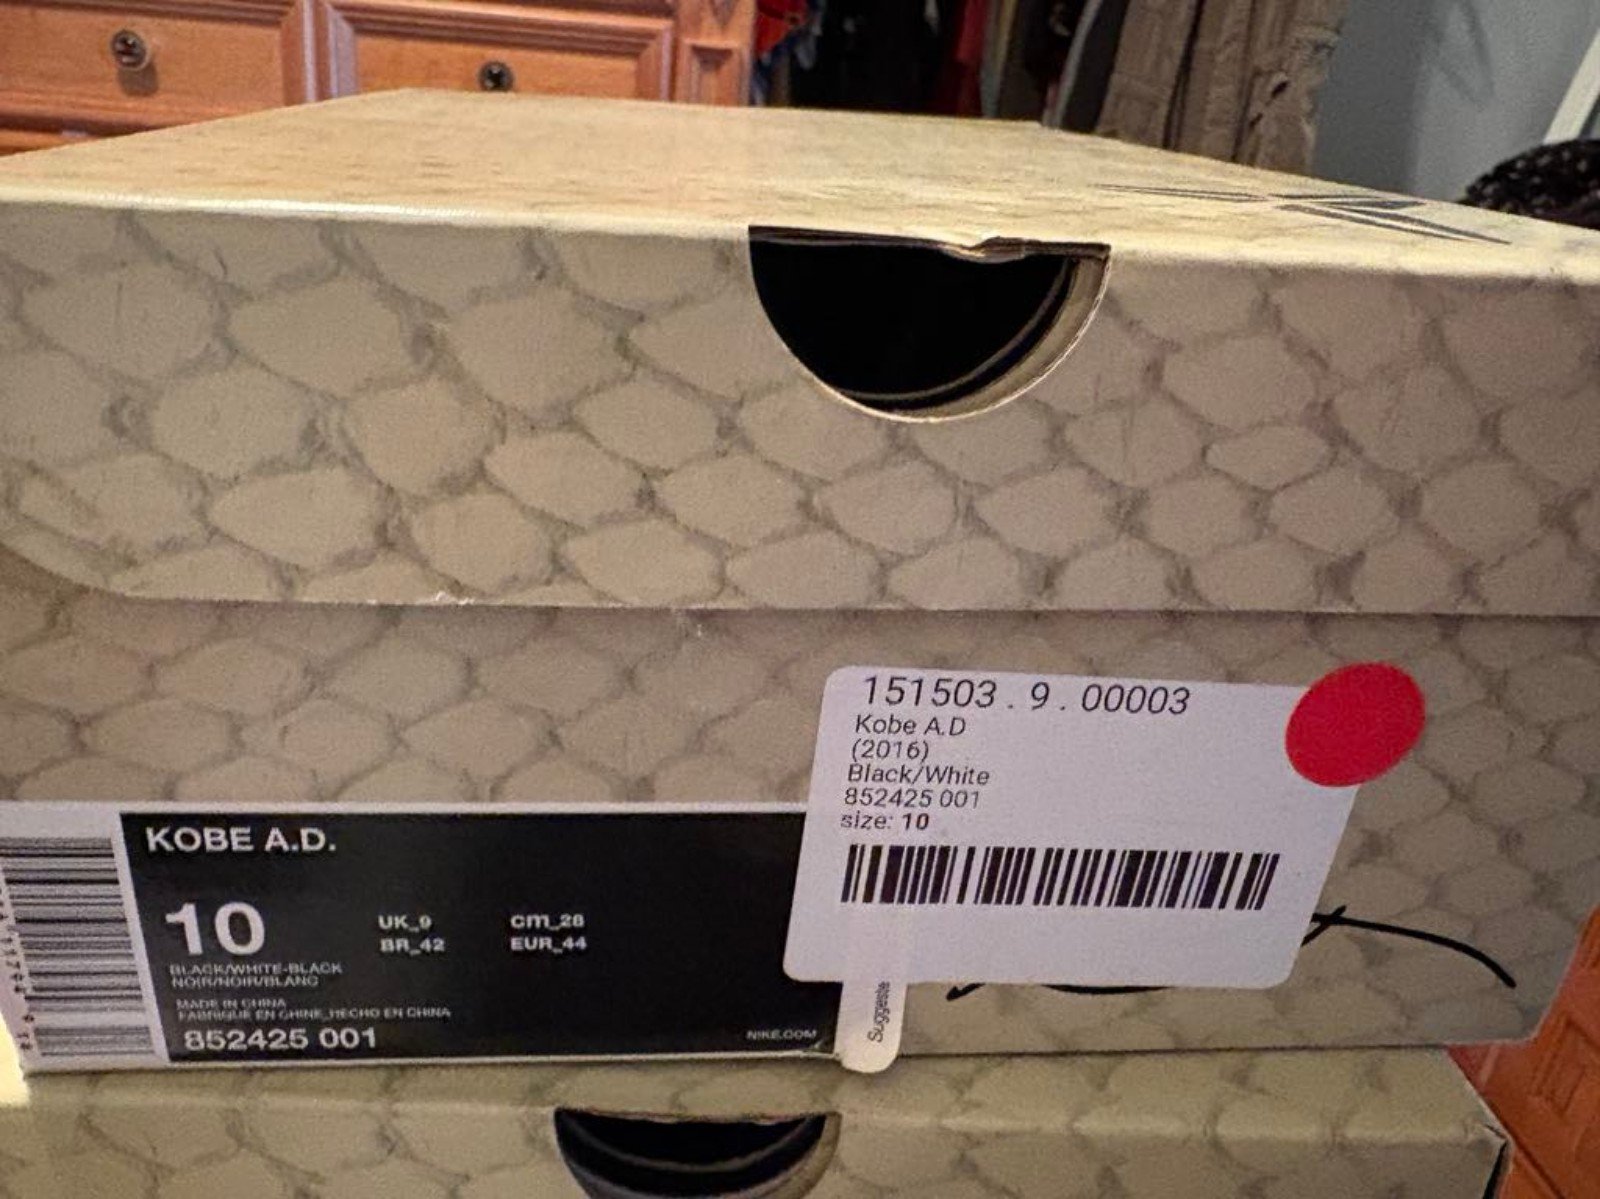 151503.9.00003
Kobe A.D
(2016)
Black/White
852425 001
size: 10
KOBE A.D.
10
UK_9
CM_28
BR_42
EUR_44
BLACK/WHITE-BLACK
NOIR/NOIR/BLANC
MADE IN CHINA
FABRIQUE EN CHINE_HECHO EN CHINA
852425 001
NIKE.COM
Suggeste